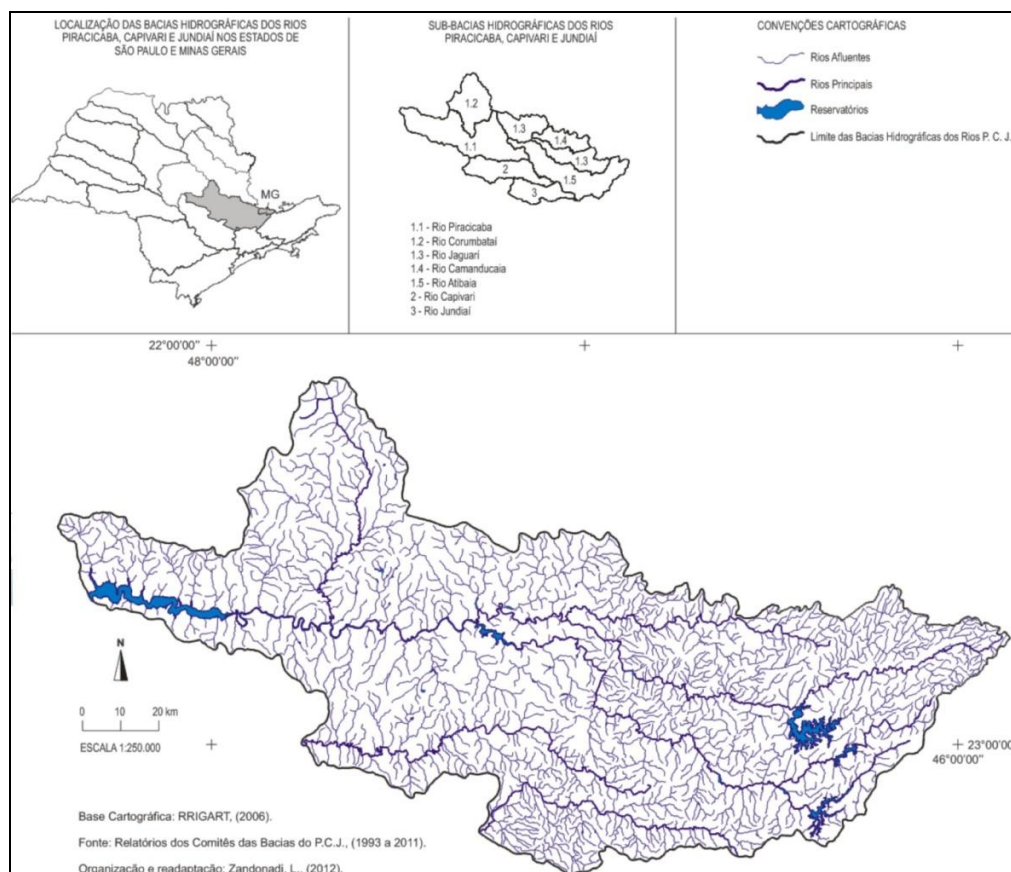 LOCALIZAÇÃO DAS BACIAS HIDROGRÁFICAS DOS RIOS
PIRACICABA, CAPIVARI E JUNDIAÍ NOS ESTADOS DE
SÃO PAULO E MINAS GERAIS
MG
SUB-BACIAS HIDROGRÁFICAS DOS RIOS
PIRACICABA, CAPIVARI E JUNDIAÍ
1.2
1.3
1.4
1.1
1.3
2
1.5
3
1.1 - Rio Piracicaba
1.2 - Rio Corumbataí
1.3 - Rio Jaguari
1.4 - Rio Camanducaia
1.5 - Rio Atibaia
2 - Rio Capivari
3 - Rio Jundiaí
CONVENÇÕES CARTOGRÁFICAS
Rios Afluentes
Rios Principais
Reservatórios
Limite das Bacias Hidrográficas dos Rios P. C. J.
22°00'00"
48°00'00"
N
0 10 20 km
ESCALA 1:250.000
23°00'00
46°00'00"
Base Cartográfica: RRIGART, (2006).
Fonte: Relatórios dos Comitês das Bacias do P.C.J., (1993 a 2011).
Organização e readaptação: Zandonadi, L., (2012).